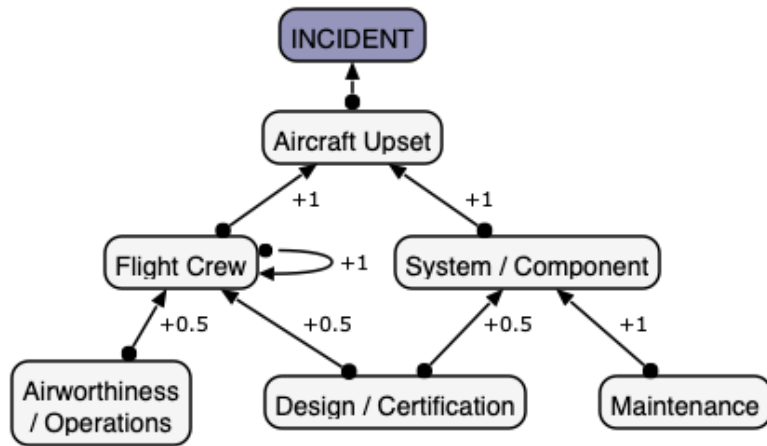 INCIDENT
Aircraft Upset
+1
+1
Flight Crew
+1
System / Component
+0.5
+0.5
+0.5
+1
Airworthiness
/ Operations
Design / Certification
Maintenance